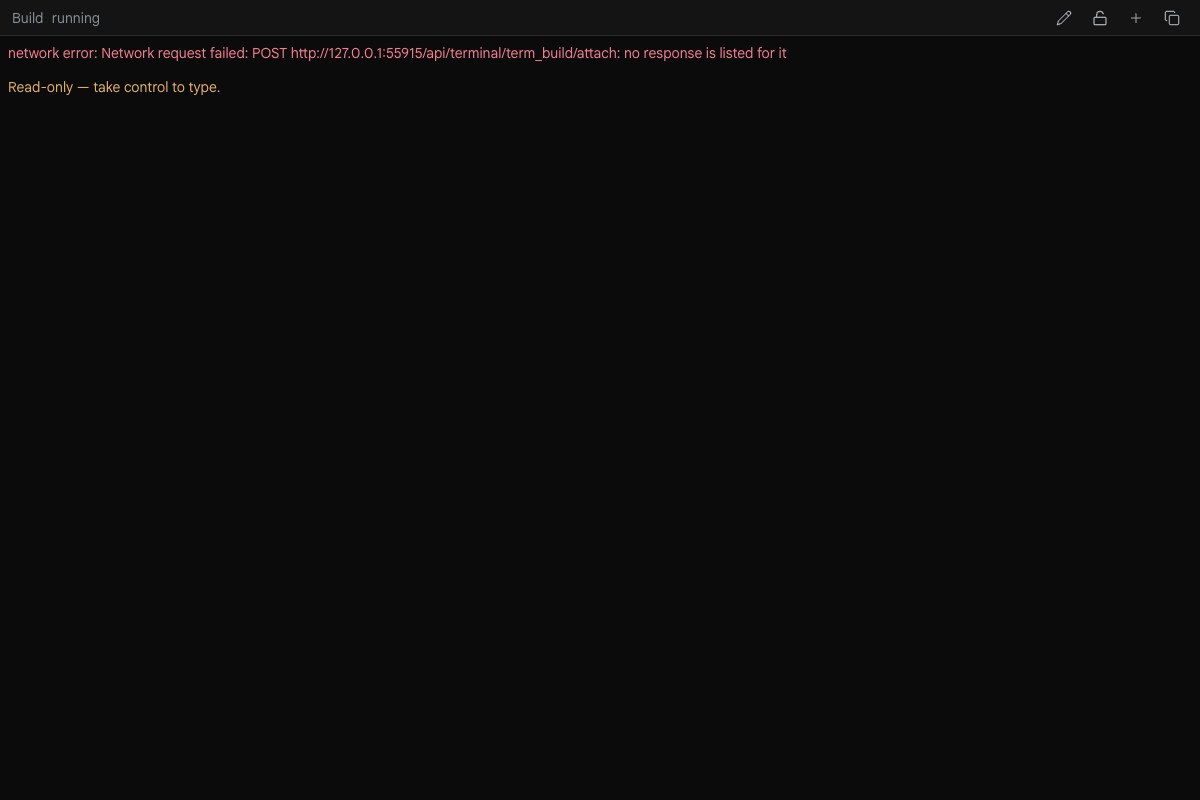 Build running
network error: Network request failed: POST http://127.0.0.1:55915/api/terminal/term_build/attach: no response is listed for it
Read-only — take control to type.